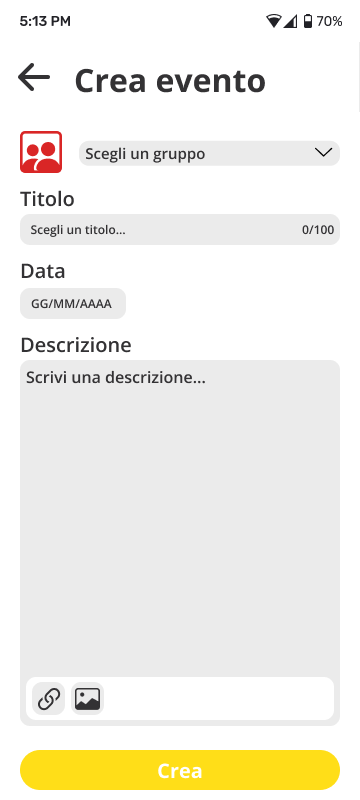 5:13 PM 70%
Crea evento
Scegli un gruppo
Titolo
Scegli un titolo... 0/100
Data
GG/MM/AAAA
Descrizione
Scrivi una descrizione...
Crea